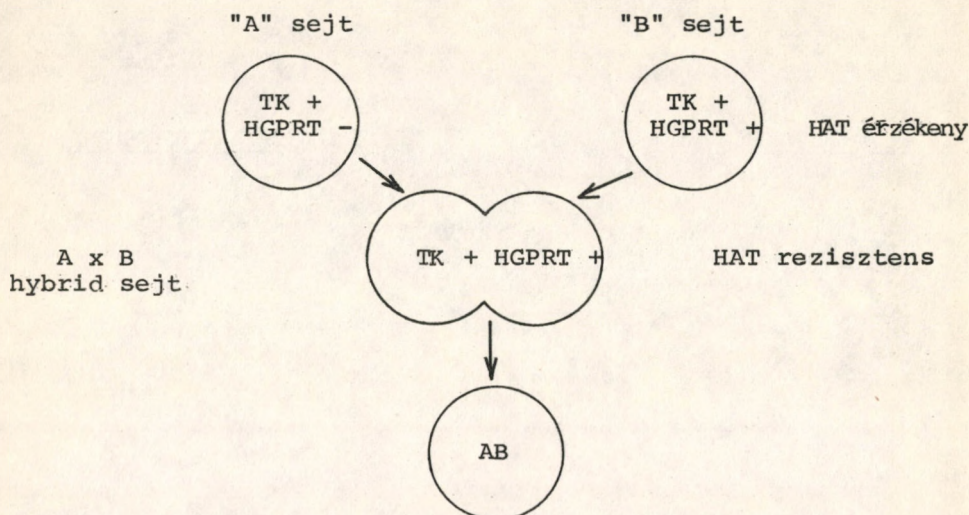 "A" sejt
"B" sejt
TK +
HGPRT -
TK +
HGPRT +
HAT érzékeny
A x B
hybrid sejt
TK + HGPRT +
HAT rezisztens
AB